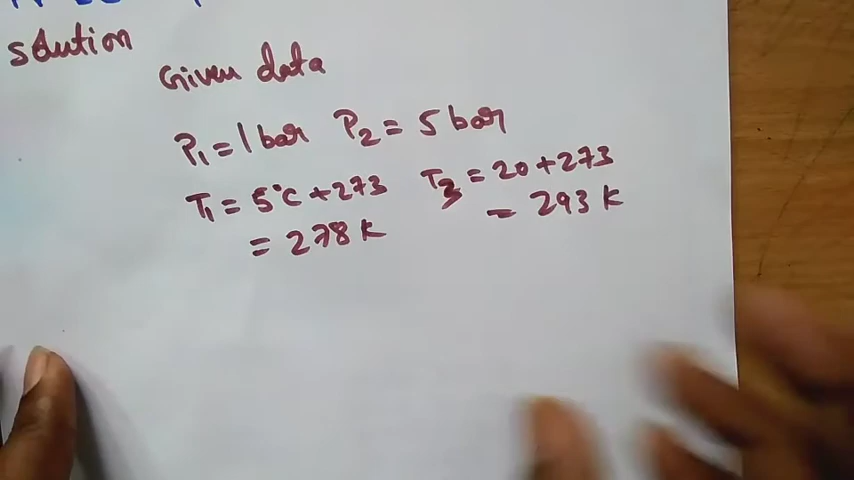 solution
Given data
P₁ = 1 bar P₂ = 5 bar
T₁ = 5°C + 273 T₃ = 20 + 273
= 278 K = 293 K